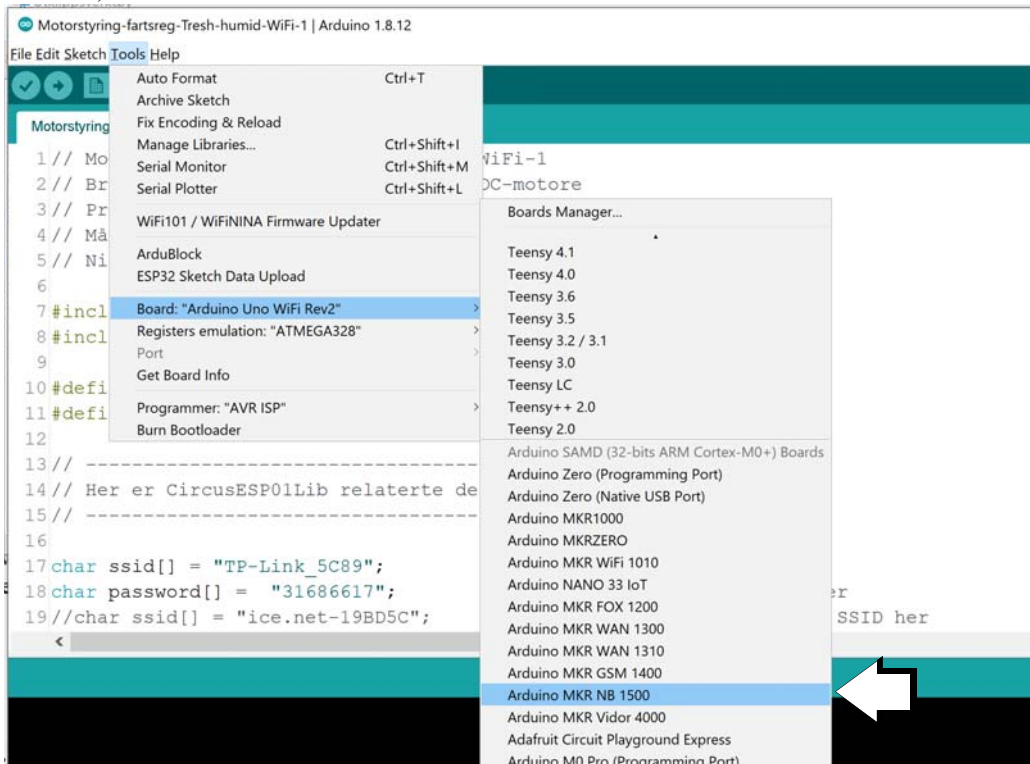 Motorstyring-fartsreg-Tresh-humid-WiFi-1 | Arduino 1.8.12
File Edit Sketch Tools Help
Auto Format Ctrl+T
Archive Sketch
Fix Encoding & Reload
Manage Libraries... Ctrl+Shift+I
Serial Monitor Ctrl+Shift+M
Serial Plotter Ctrl+Shift+L
WiFi101 / WiFiNINA Firmware Updater
ArduBlock
ESP32 Sketch Data Upload
Board: "Arduino Uno WiFi Rev2"
Registers emulation: "ATMEGA328"
Port
Get Board Info
Programmer: "AVR ISP"
Burn Bootloader
Boards Manager...
Teensy 4.1
Teensy 4.0
Teensy 3.6
Teensy 3.5
Teensy 3.2 / 3.1
Teensy 3.0
Teensy LC
Teensy++ 2.0
Teensy 2.0
Arduino SAMD (32-bits ARM Cortex-M0+) Boards
Arduino Zero (Programming Port)
Arduino Zero (Native USB Port)
Arduino MKR1000
Arduino MKRZERO
Arduino MKR WiFi 1010
Arduino NANO 33 IoT
Arduino MKR FOX 1200
Arduino MKR WAN 1300
Arduino MKR WAN 1310
Arduino MKR GSM 1400
Arduino MKR NB 1500
Arduino MKR Vidor 4000
Adafruit Circuit Playground Express
Arduino M0 Pro (Programming Port)
Motorstyring
1 // Mo WiFi-1
2 // Br DC-motore
3 // Pr
4 // Må
5 // Ni
6
7 #incl
8 #incl
9
10 #defi
11 #defi
12
13 // -----------------------------------
14 // Her er CircusESP01Lib relaterte de
15 // -----------------------------------
16
17 char ssid[] = "TP-Link_5C89";
18 char password[] = "31686617"; er
19 //char ssid[] = "ice.net-19BD5C"; SSID her